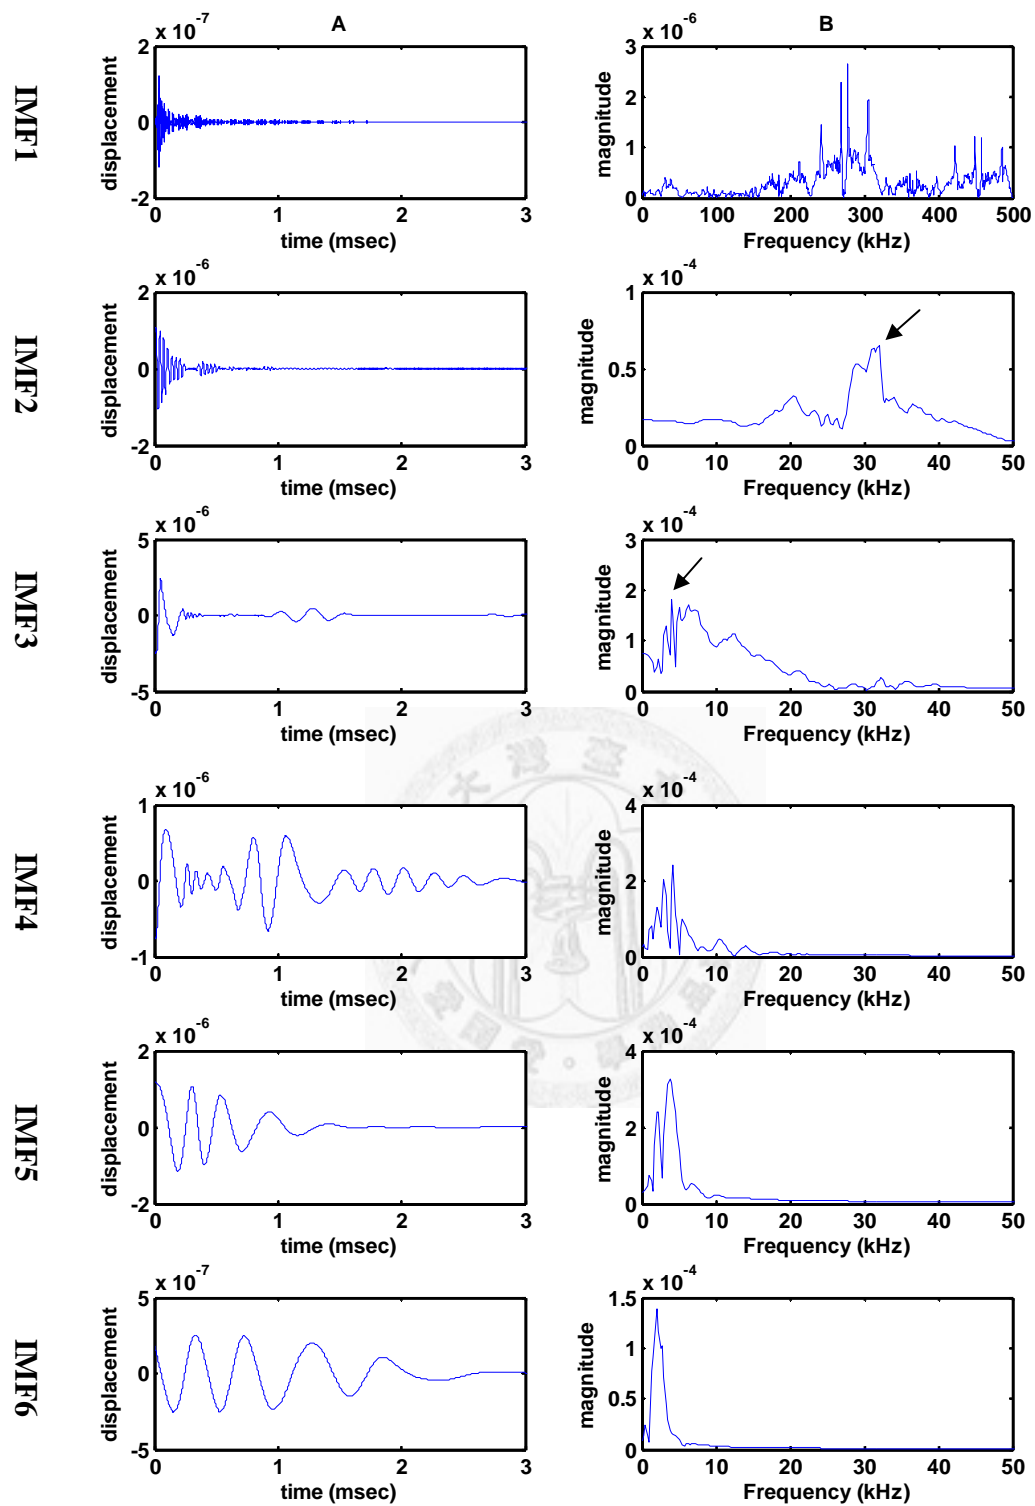 A
B
IMF1
x 10-7
2
0
-2
displacement
0 1 2 3
time (msec)
x 10-6
3
2
1
0
magnitude
0 100 200 300 400 500
Frequency (kHz)
IMF2
x 10-6
2
0
-2
displacement
0 1 2 3
time (msec)
x 10-4
1
0.5
0
magnitude
0 10 20 30 40 50
Frequency (kHz)
IMF3
x 10-6
5
0
-5
displacement
0 1 2 3
time (msec)
x 10-4
3
2
1
0
magnitude
0 10 20 30 40 50
Frequency (kHz)
IMF4
x 10-6
1
0
-1
displacement
0 1 2 3
time (msec)
x 10-4
4
2
0
magnitude
0 10 20 30 40 50
Frequency (kHz)
IMF5
x 10-6
2
0
-2
displacement
0 1 2 3
time (msec)
x 10-4
4
2
0
magnitude
0 10 20 30 40 50
Frequency (kHz)
IMF6
x 10-7
5
0
-5
displacement
0 1 2 3
time (msec)
x 10-4
1.5
1
0.5
0
magnitude
0 10 20 30 40 50
Frequency (kHz)